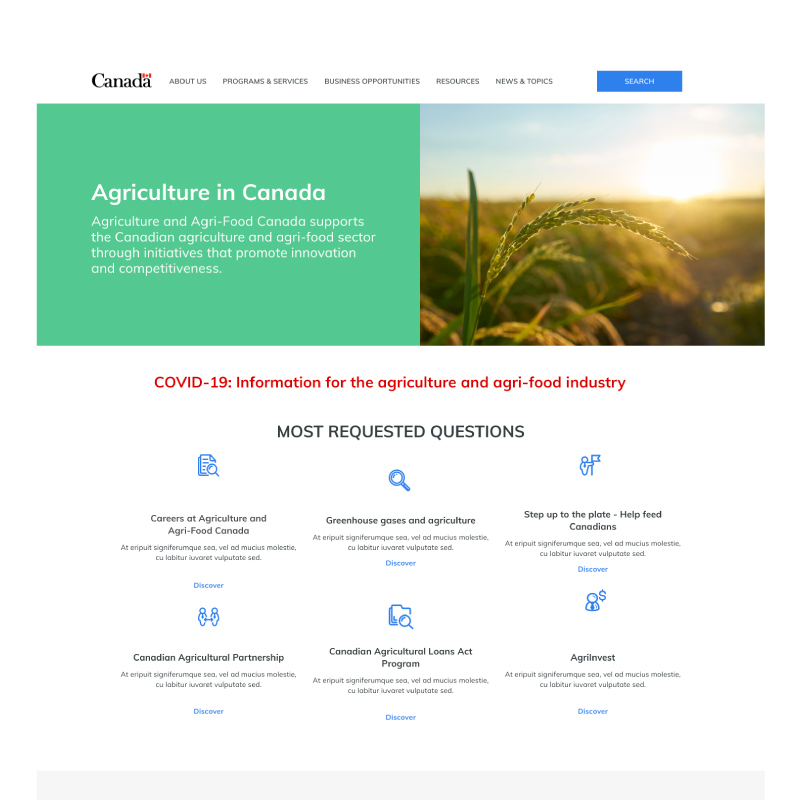 Canada
ABOUT US
PROGRAMS & SERVICES
BUSINESS OPPORTUNITIES
RESOURCES
NEWS & TOPICS
SEARCH
Agriculture in Canada
Agriculture and Agri-Food Canada supports
the Canadian agriculture and agri-food sector
through initiatives that promote innovation
and competitiveness.
COVID-19: Information for the agriculture and agri-food industry
MOST REQUESTED QUESTIONS
Careers at Agriculture and
Agri-Food Canada
At eripuit signiferumque sea, vel ad mucius molestie,
cu labitur iuvaret vulputate sed.
Discover
Greenhouse gases and agriculture
At eripuit signiferumque sea, vel ad mucius molestie,
cu labitur iuvaret vulputate sed.
Discover
Step up to the plate - Help feed
Canadians
At eripuit signiferumque sea, vel ad mucius molestie,
cu labitur iuvaret vulputate sed.
Discover
Canadian Agricultural Partnership
At eripuit signiferumque sea, vel ad mucius molestie,
cu labitur iuvaret vulputate sed.
Discover
Canadian Agricultural Loans Act
Program
At eripuit signiferumque sea, vel ad mucius molestie,
cu labitur iuvaret vulputate sed.
Discover
AgriInvest
At eripuit signiferumque sea, vel ad mucius molestie,
cu labitur iuvaret vulputate sed.
Discover